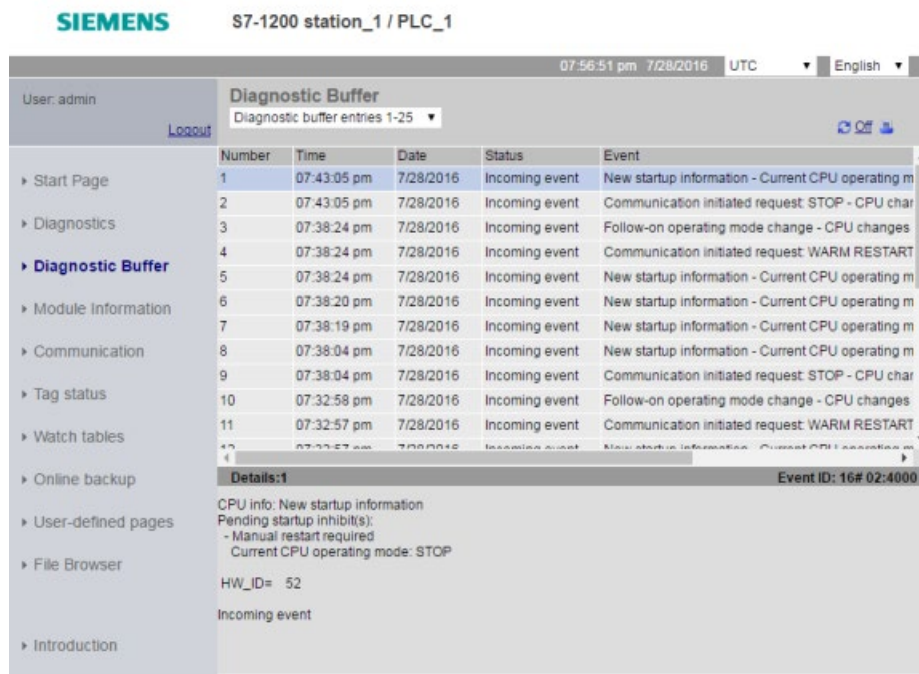 SIEMENS S7-1200 station_1 / PLC_1
07:56:51 pm 7/28/2016 UTC English
User: admin
Logout
Diagnostic Buffer
Diagnostic buffer entries 1-25
Off
Start Page
Diagnostics
Diagnostic Buffer
Module Information
Communication
Tag status
Watch tables
Online backup
User-defined pages
File Browser
Introduction
Number Time Date Status Event
1 07:43:05 pm 7/28/2016 Incoming event New startup information - Current CPU operating m
2 07:43:05 pm 7/28/2016 Incoming event Communication initiated request: STOP - CPU char
3 07:38:24 pm 7/28/2016 Incoming event Follow-on operating mode change - CPU changes
4 07:38:24 pm 7/28/2016 Incoming event Communication initiated request: WARM RESTART
5 07:38:24 pm 7/28/2016 Incoming event New startup information - Current CPU operating m
6 07:38:20 pm 7/28/2016 Incoming event New startup information - Current CPU operating m
7 07:38:19 pm 7/28/2016 Incoming event New startup information - Current CPU operating m
8 07:38:04 pm 7/28/2016 Incoming event New startup information - Current CPU operating m
9 07:38:04 pm 7/28/2016 Incoming event Communication initiated request: STOP - CPU char
10 07:32:58 pm 7/28/2016 Incoming event Follow-on operating mode change - CPU changes
11 07:32:57 pm 7/28/2016 Incoming event Communication initiated request: WARM RESTART
Details:1 Event ID: 16# 02:4000
CPU info: New startup information
Pending startup inhibit(s):
- Manual restart required
Current CPU operating mode: STOP
HW_ID= 52
Incoming event